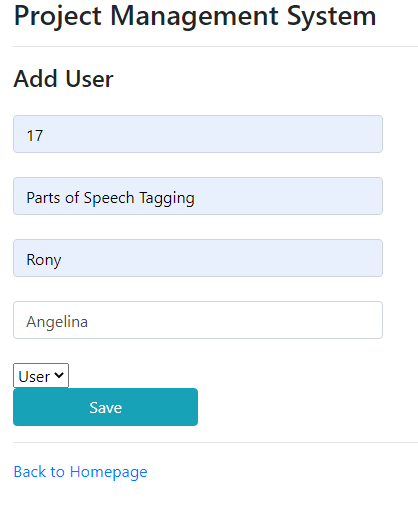 Project Management System
Add User
17
Parts of Speech Tagging
Rony
Angelina
User
Save
Back to Homepage